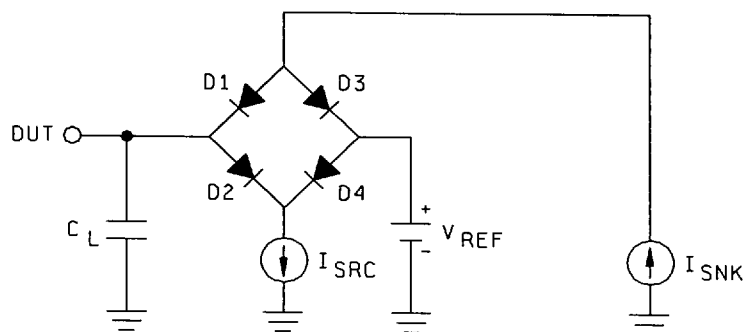 D1
D3
DUT
D2
D4
+
C L
V REF
-
I SRC
I SNK